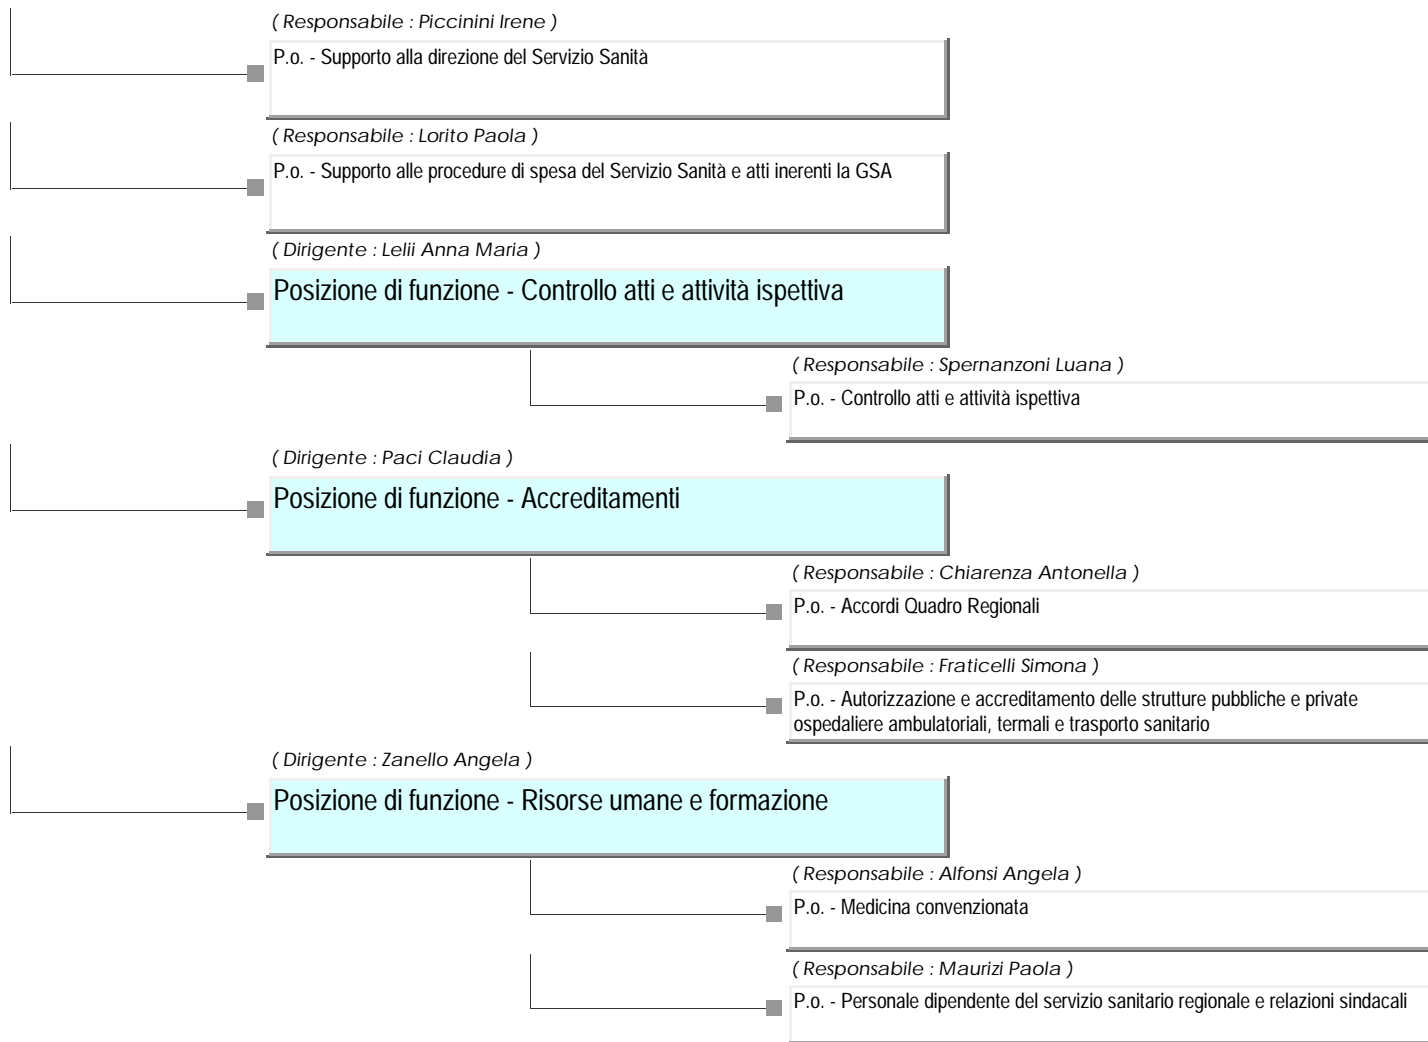 ( Responsabile : Piccinini Irene )
P.o. - Supporto alla direzione del Servizio Sanità
( Responsabile : Lorito Paola )
P.o. - Supporto alle procedure di spesa del Servizio Sanità e atti inerenti la GSA
( Dirigente : Lelii Anna Maria )
Posizione di funzione - Controllo atti e attività ispettiva
( Responsabile : Spernanzoni Luana )
P.o. - Controllo atti e attività ispettiva
( Dirigente : Paci Claudia )
Posizione di funzione - Accreditamenti
( Responsabile : Chiarenza Antonella )
P.o. - Accordi Quadro Regionali
( Responsabile : Fraticelli Simona )
P.o. - Autorizzazione e accreditamento delle strutture pubbliche e private
ospedaliere ambulatoriali, termali e trasporto sanitario
( Dirigente : Zanello Angela )
Posizione di funzione - Risorse umane e formazione
( Responsabile : Alfonsi Angela )
P.o. - Medicina convenzionata
( Responsabile : Maurizi Paola )
P.o. - Personale dipendente del servizio sanitario regionale e relazioni sindacali